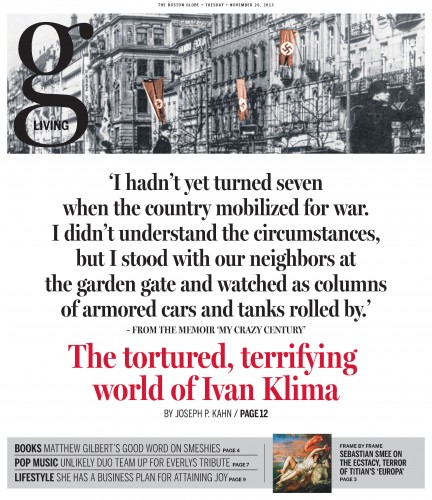 THE BOSTON GLOBE • TUESDAY • NOVEMBER 26, 2013
g
LIVING
‘I hadn’t yet turned seven
when the country mobilized for war.
I didn’t understand the circumstances,
but I stood with our neighbors at
the garden gate and watched as columns
of armored cars and tanks rolled by.’
- FROM THE MEMOIR ‘MY CRAZY CENTURY’
The tortured, terrifying
world of Ivan Klima
BY JOSEPH P. KAHN / PAGE 12
BOOKS MATTHEW GILBERT’S GOOD WORD ON SMESHIES PAGE 4
POP MUSIC UNLIKELY DUO TEAM UP FOR EVERLYS TRIBUTE PAGE 7
LIFESTYLE SHE HAS A BUSINESS PLAN FOR ATTAINING JOY PAGE 9
FRAME BY FRAME
SEBASTIAN SMEE ON
THE ECSTACY, TERROR
OF TITIAN’S ‘EUROPA’
PAGE 3